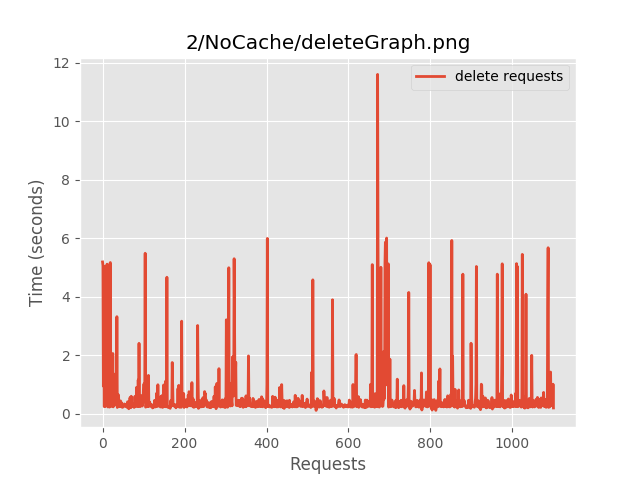 2/NoCache/deleteGraph.png
delete requests
12
10
8
6
4
2
0
Time (seconds)
0 200 400 600 800 1000
Requests